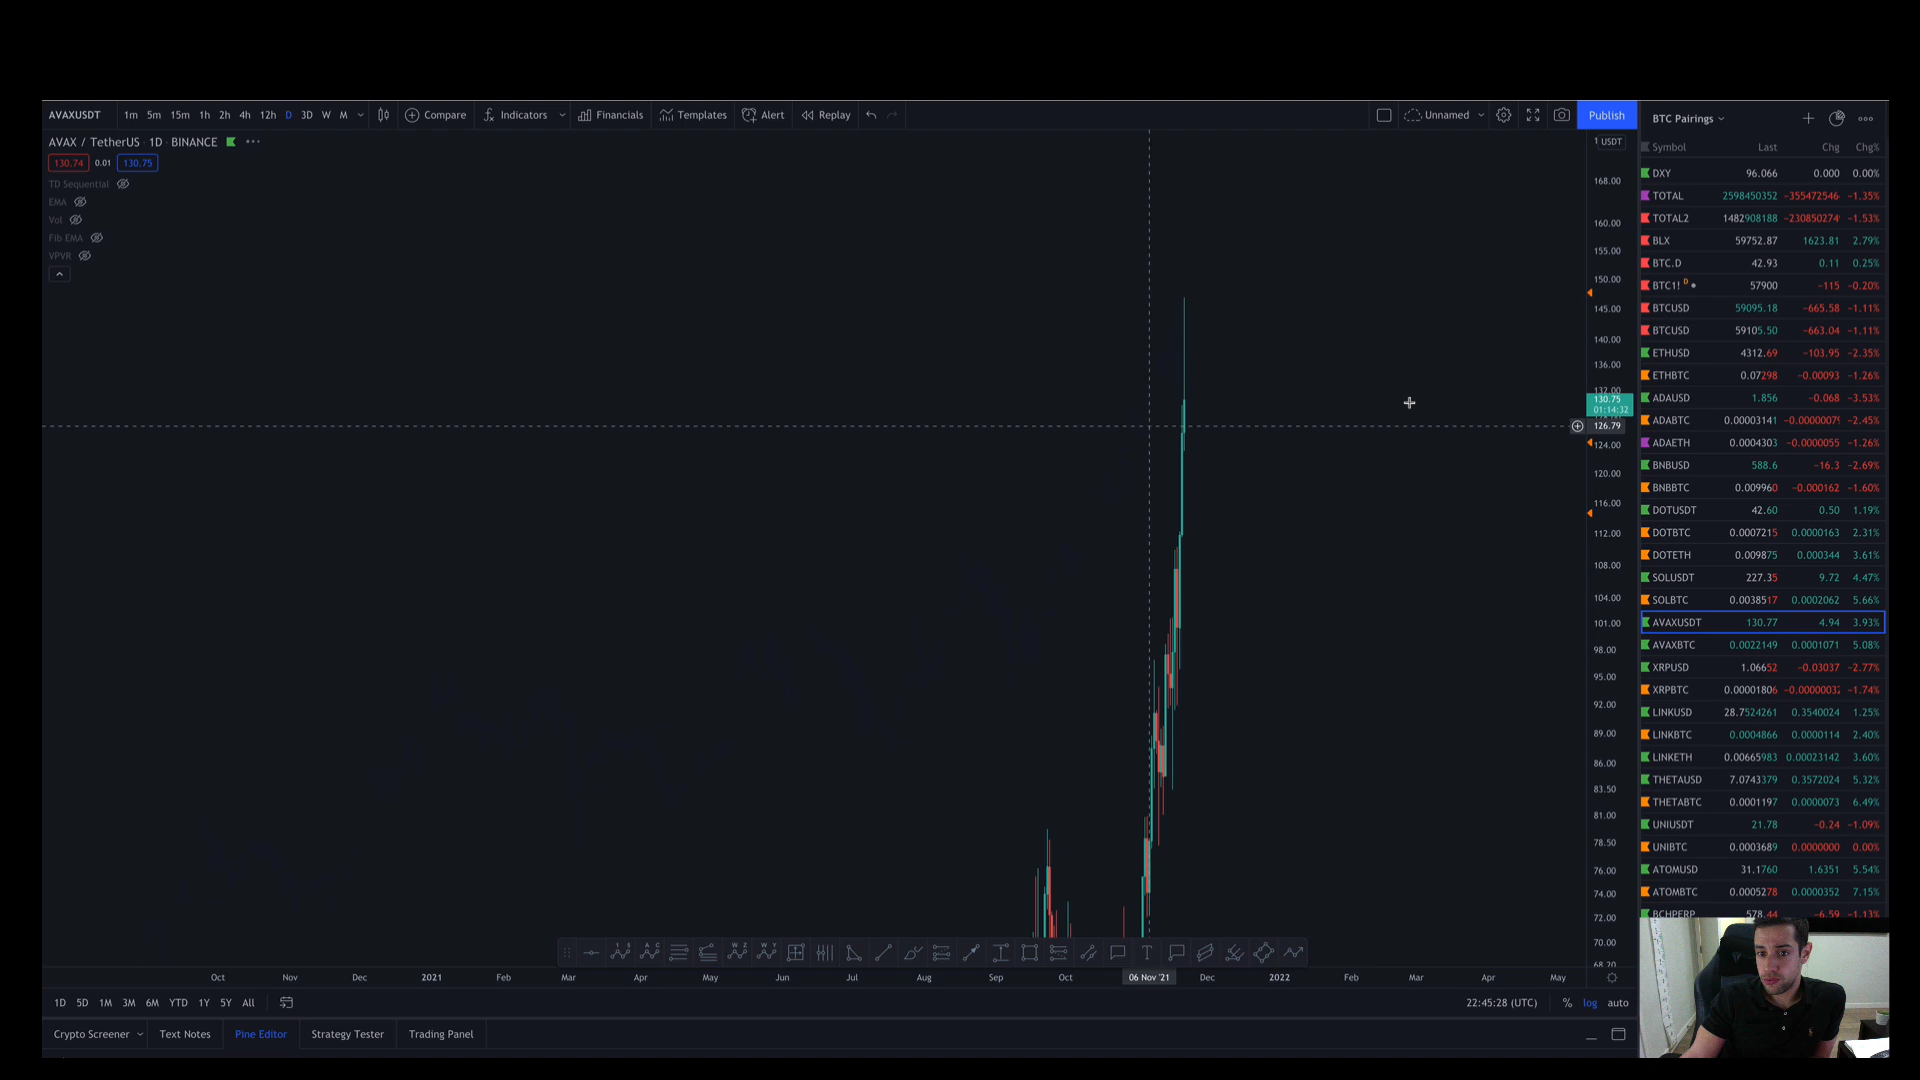 AVAXUSDT 1m 5m 15m 1h 2h 4h 12h D 3D W M Compare Indicators Financials Templates Alert Replay Unnamed Publish
AVAX / TetherUS · 1D · BINANCE
130.74 0.01 130.75
TD Sequential
EMA
Vol
Fib EMA
VPVR
1 USDT
168.00
160.00
155.00
150.00
145.00
140.00
136.00
132.00
130.75
01:14:32
126.79
124.00
120.00
116.00
112.00
108.00
104.00
101.00
98.00
95.00
92.00
89.00
86.00
83.50
81.00
78.50
76.00
74.00
72.00
70.00
68.20
Oct Nov Dec 2021 Feb Mar Apr May Jun Jul Aug Sep Oct 06 Nov '21 Dec 2022 Feb Mar Apr May
1D 5D 1M 3M 6M YTD 1Y 5Y All 22:45:28 (UTC) % log auto
Crypto Screener Text Notes Pine Editor Strategy Tester Trading Panel
BTC Pairings
Symbol Last Chg Chg%
DXY 96.066 0.000 0.00%
TOTAL 2598450352 −355472546 −1.35%
TOTAL2 1482908188 −230850274 −1.53%
BLX 59752.87 1623.81 2.79%
BTC.D 42.93 0.11 0.25%
BTC1! D 57900 −115 −0.20%
BTCUSD 59095.18 −665.58 −1.11%
BTCUSD 59105.50 −663.04 −1.11%
ETHUSD 4312.69 −103.95 −2.35%
ETHBTC 0.07298 −0.00093 −1.26%
ADAUSD 1.856 −0.068 −3.53%
ADABTC 0.00003141 −2.45%
ADAETH 0.0004303 −0.0000055 −1.26%
BNBUSD 588.6 −16.3 −2.69%
BNBBTC 0.009960 −0.000162 −1.60%
DOTUSDT 42.60 0.50 1.19%
DOTBTC 0.0007215 0.0000163 2.31%
DOTETH 0.009875 0.000344 3.61%
SOLUSDT 227.35 9.72 4.47%
SOLBTC 0.0038517 0.0002062 5.66%
AVAXUSDT 130.77 4.94 3.93%
AVAXBTC 0.0022149 0.0001071 5.08%
XRPUSD 1.06652 −0.03037 −2.77%
XRPBTC 0.00001806 −1.74%
LINKUSD 28.7524261 0.3540024 1.25%
LINKBTC 0.0004866 0.0000114 2.40%
LINKETH 0.00665983 0.00023142 3.60%
THETAUSD 7.0743379 0.3572024 5.32%
THETABTC 0.0001197 0.0000073 6.49%
UNIUSDT 21.78 −0.24 −1.09%
UNIBTC 0.0003689 0.0000000 0.00%
ATOMUSD 31.1760 1.6351 5.54%
ATOMBTC 0.0005278 0.0000352 7.15%
BCHPERP 578.44 −6.59 −1.13%